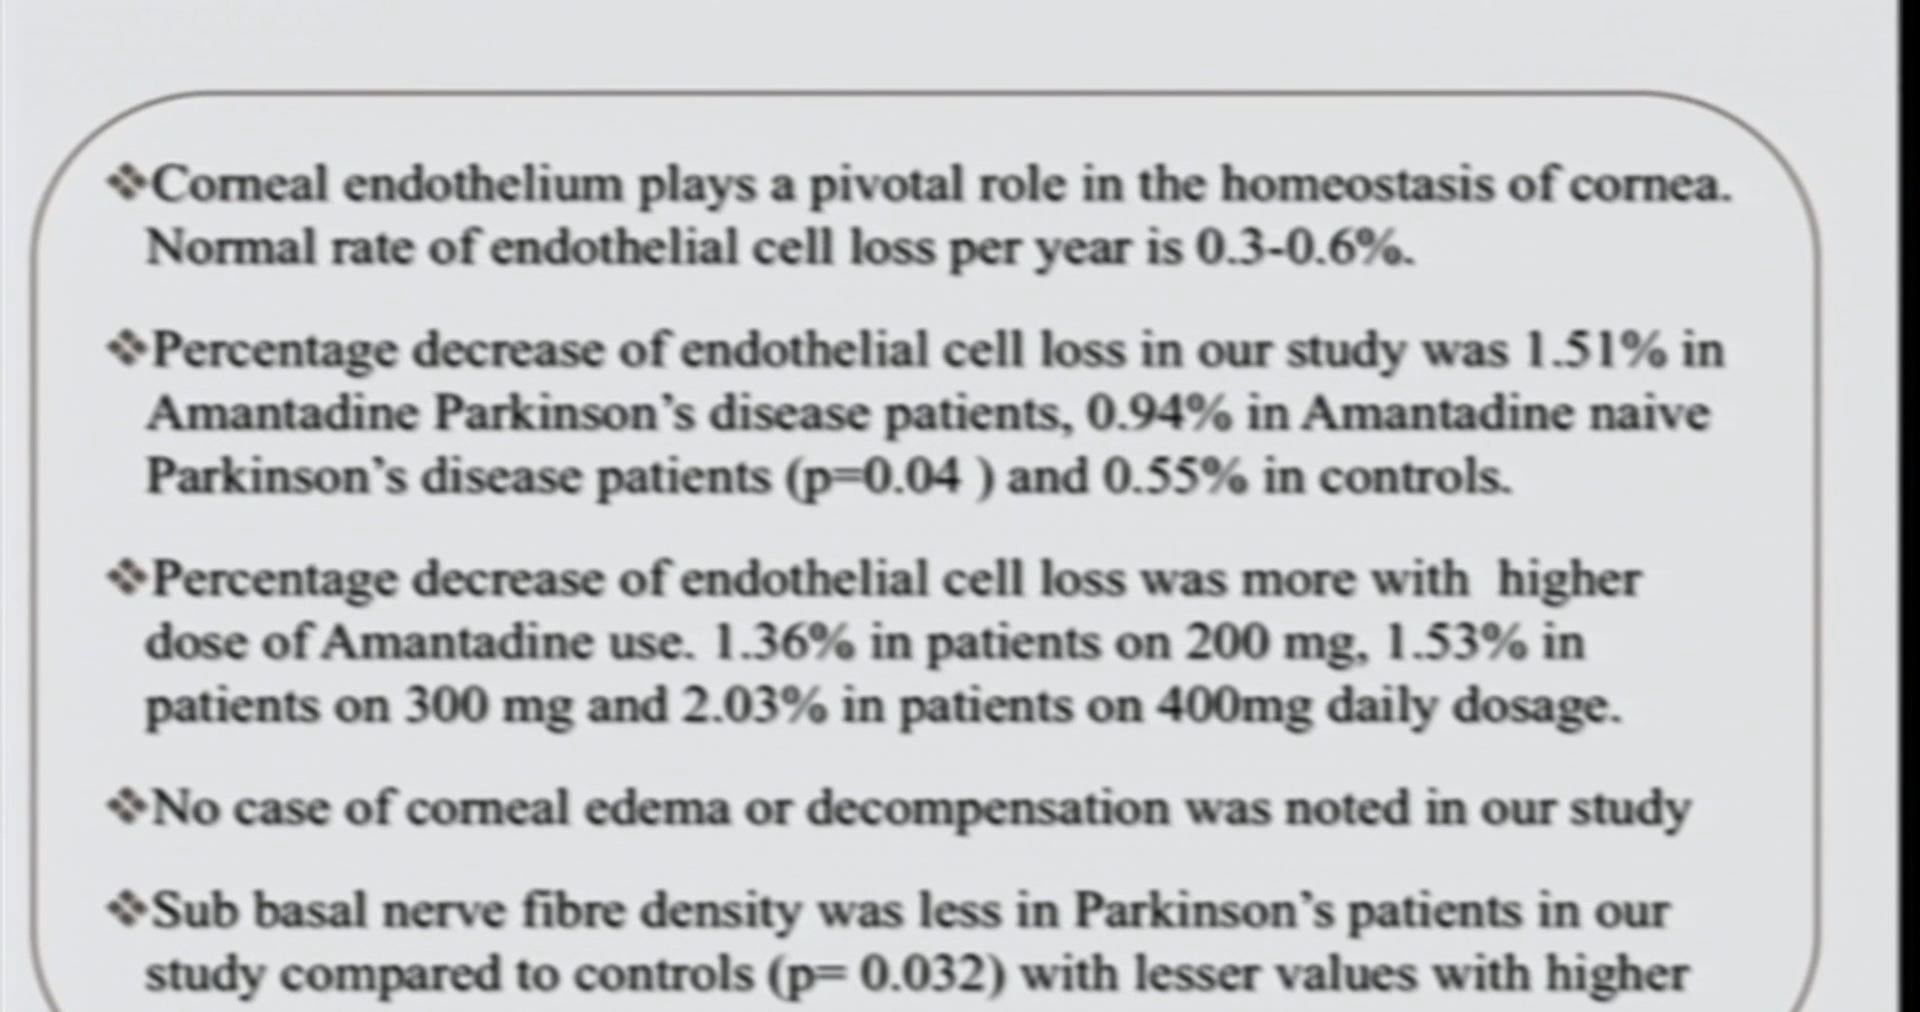 ❖Corneal endothelium plays a pivotal role in the homeostasis of cornea.
Normal rate of endothelial cell loss per year is 0.3-0.6%.
❖Percentage decrease of endothelial cell loss in our study was 1.51% in
Amantadine Parkinson’s disease patients, 0.94% in Amantadine naive
Parkinson’s disease patients (p=0.04 ) and 0.55% in controls.
❖Percentage decrease of endothelial cell loss was more with  higher
dose of Amantadine use. 1.36% in patients on 200 mg, 1.53% in
patients on 300 mg and 2.03% in patients on 400mg daily dosage.
❖No case of corneal edema or decompensation was noted in our study
❖Sub basal nerve fibre density was less in Parkinson’s patients in our
study compared to controls (p= 0.032) with lesser values with higher